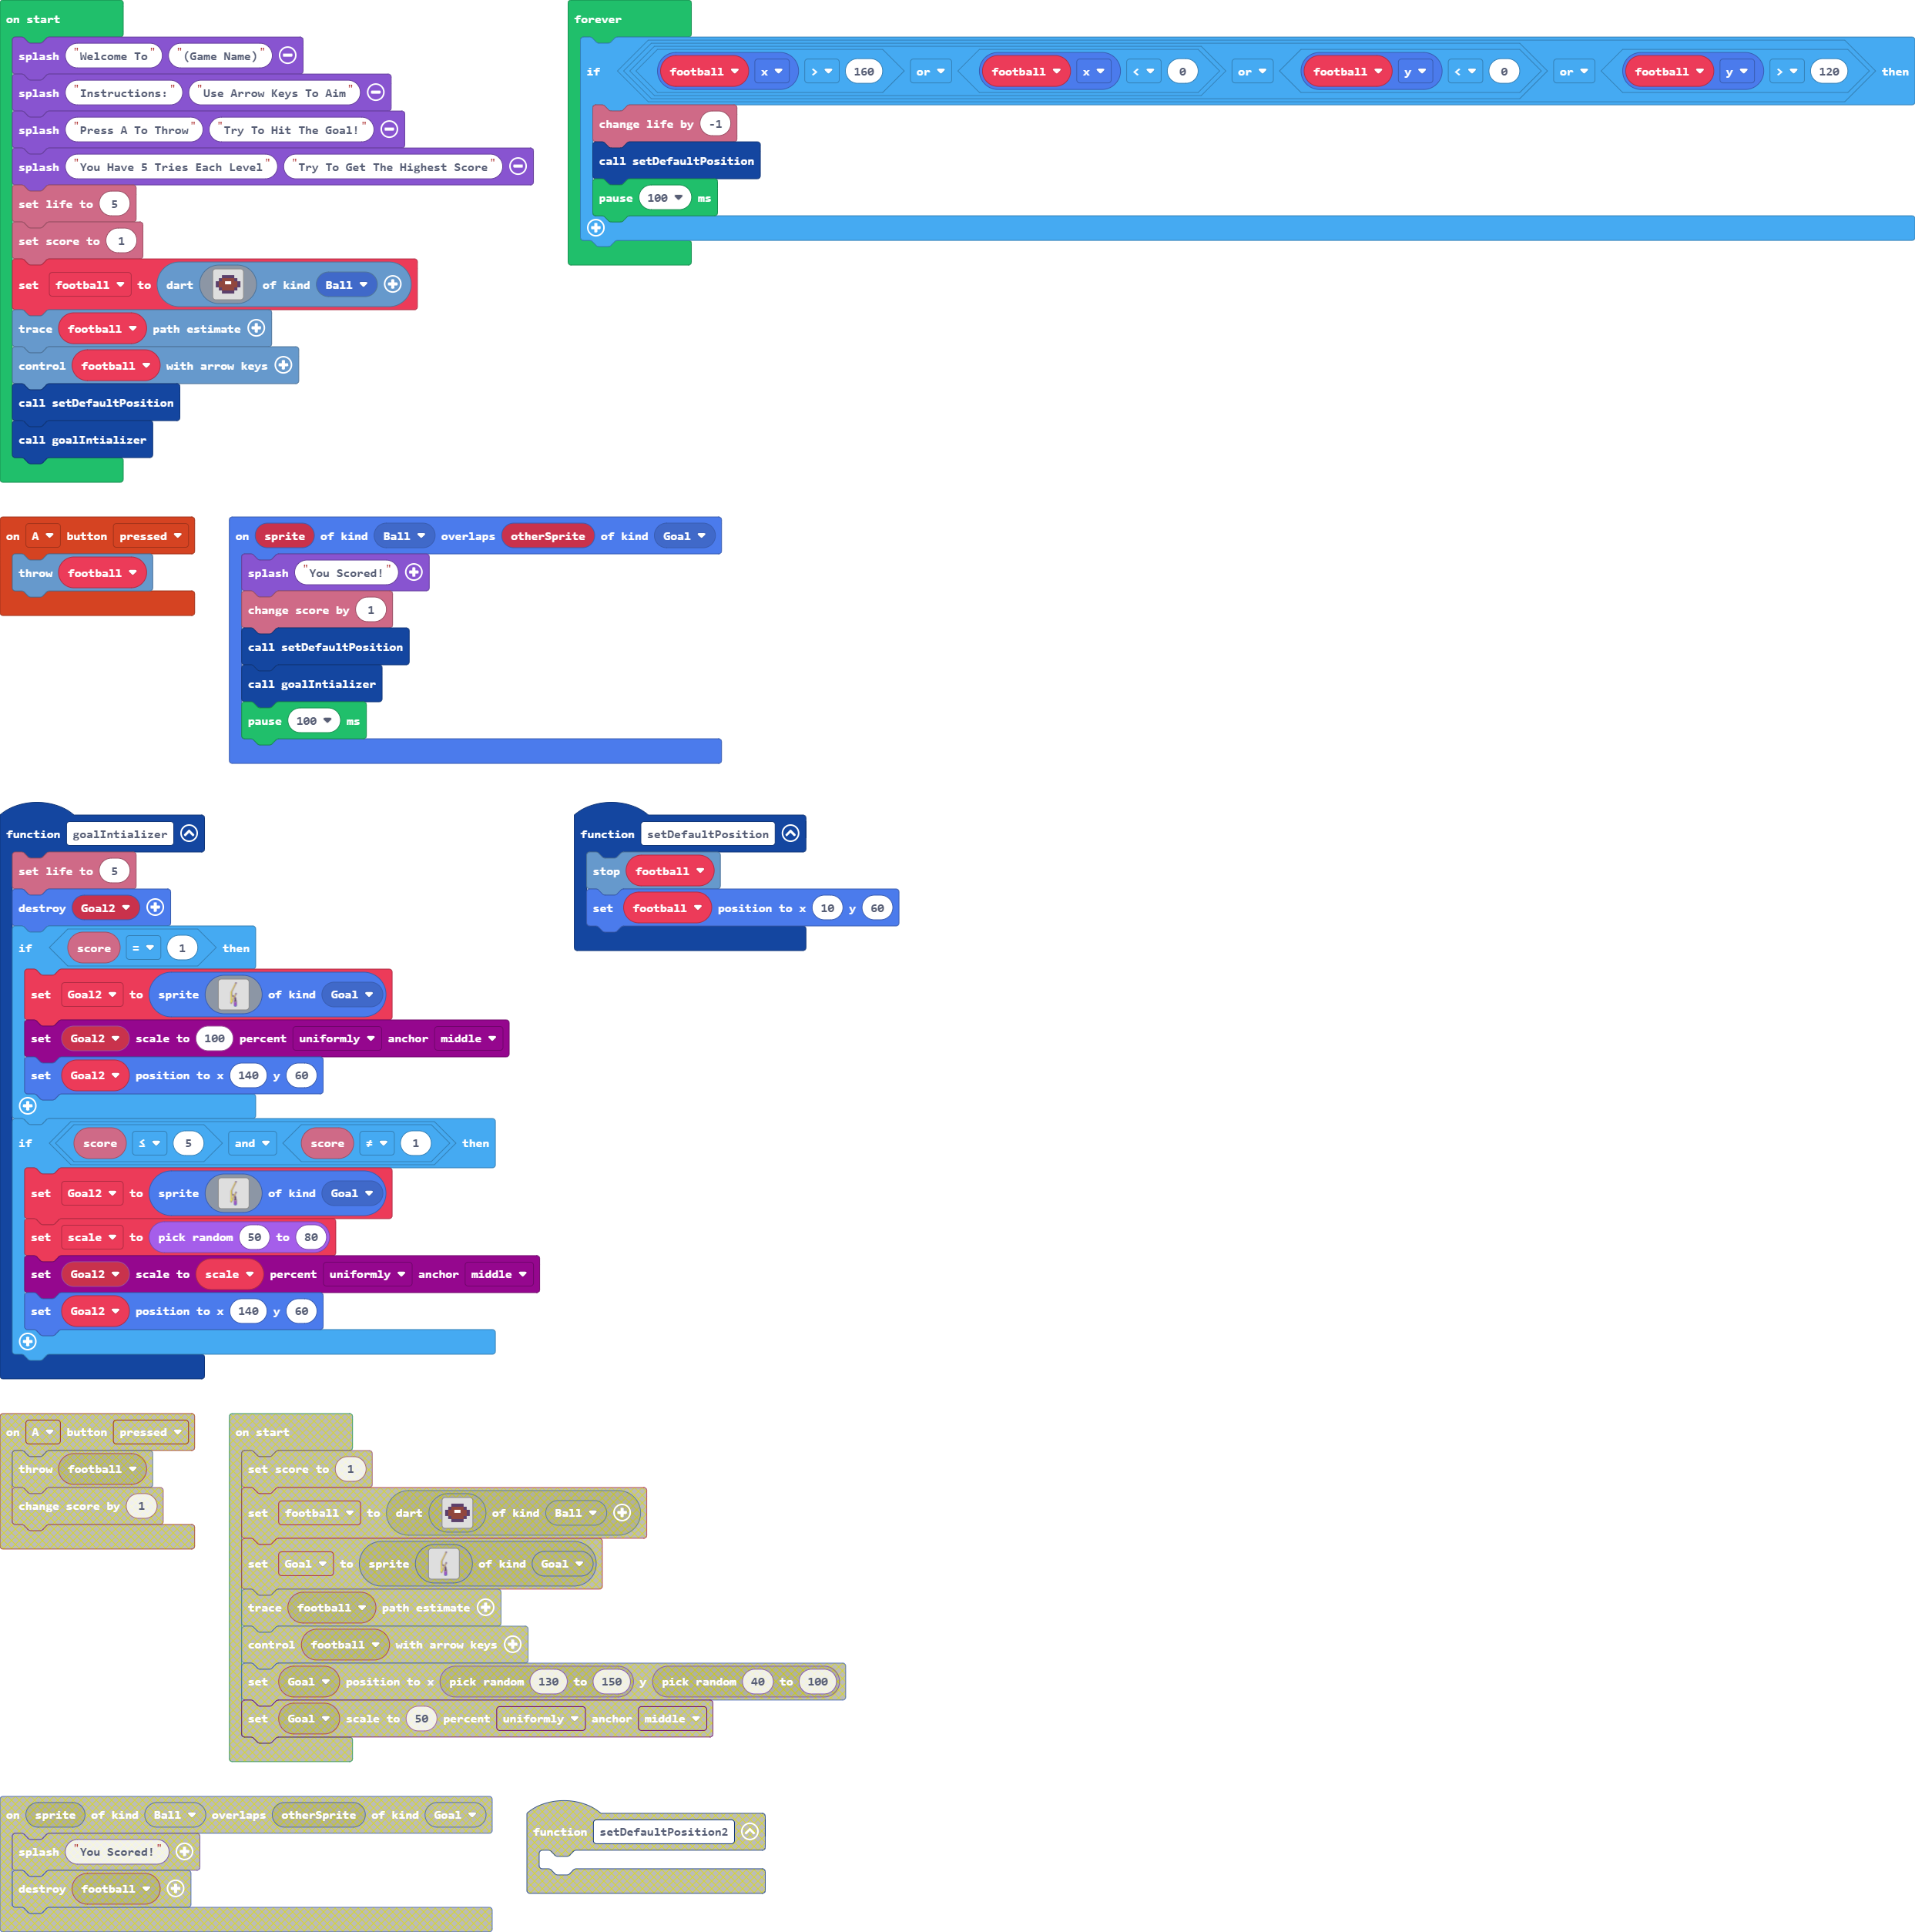 on start
splash "Welcome To" "(Game Name)"
splash "Instructions:" "Use Arrow Keys To Aim"
splash "Press A To Throw" "Try To Hit The Goal!"
splash "You Have 5 Tries Each Level" "Try To Get The Highest Score"
set life to 5
set score to 1
set football to dart of kind Ball
trace football path estimate
control football with arrow keys
call setDefaultPosition
call goalIntializer
forever
if football x > 160 or football x < 0 or football y < 0 or football y > 120 then
change life by -1
call setDefaultPosition
pause 100 ms
on A button pressed
throw football
on sprite of kind Ball overlaps otherSprite of kind Goal
splash "You Scored!"
change score by 1
call setDefaultPosition
call goalIntializer
pause 100 ms
function goalIntializer
set life to 5
destroy Goal2
if score = 1 then
set Goal2 to sprite of kind Goal
set Goal2 scale to 100 percent uniformly anchor middle
set Goal2 position to x 140 y 60
if score ≤ 5 and score ≠ 1 then
set Goal2 to sprite of kind Goal
set scale to pick random 50 to 80
set Goal2 scale to scale percent uniformly anchor middle
set Goal2 position to x 140 y 60
function setDefaultPosition
stop football
set football position to x 10 y 60
on A button pressed
throw football
change score by 1
on start
set score to 1
set football to dart of kind Ball
set Goal to sprite of kind Goal
trace football path estimate
control football with arrow keys
set Goal position to x pick random 130 to 150 y pick random 40 to 100
set Goal scale to 50 percent uniformly anchor middle
on sprite of kind Ball overlaps otherSprite of kind Goal
splash "You Scored!"
destroy football
function setDefaultPosition2